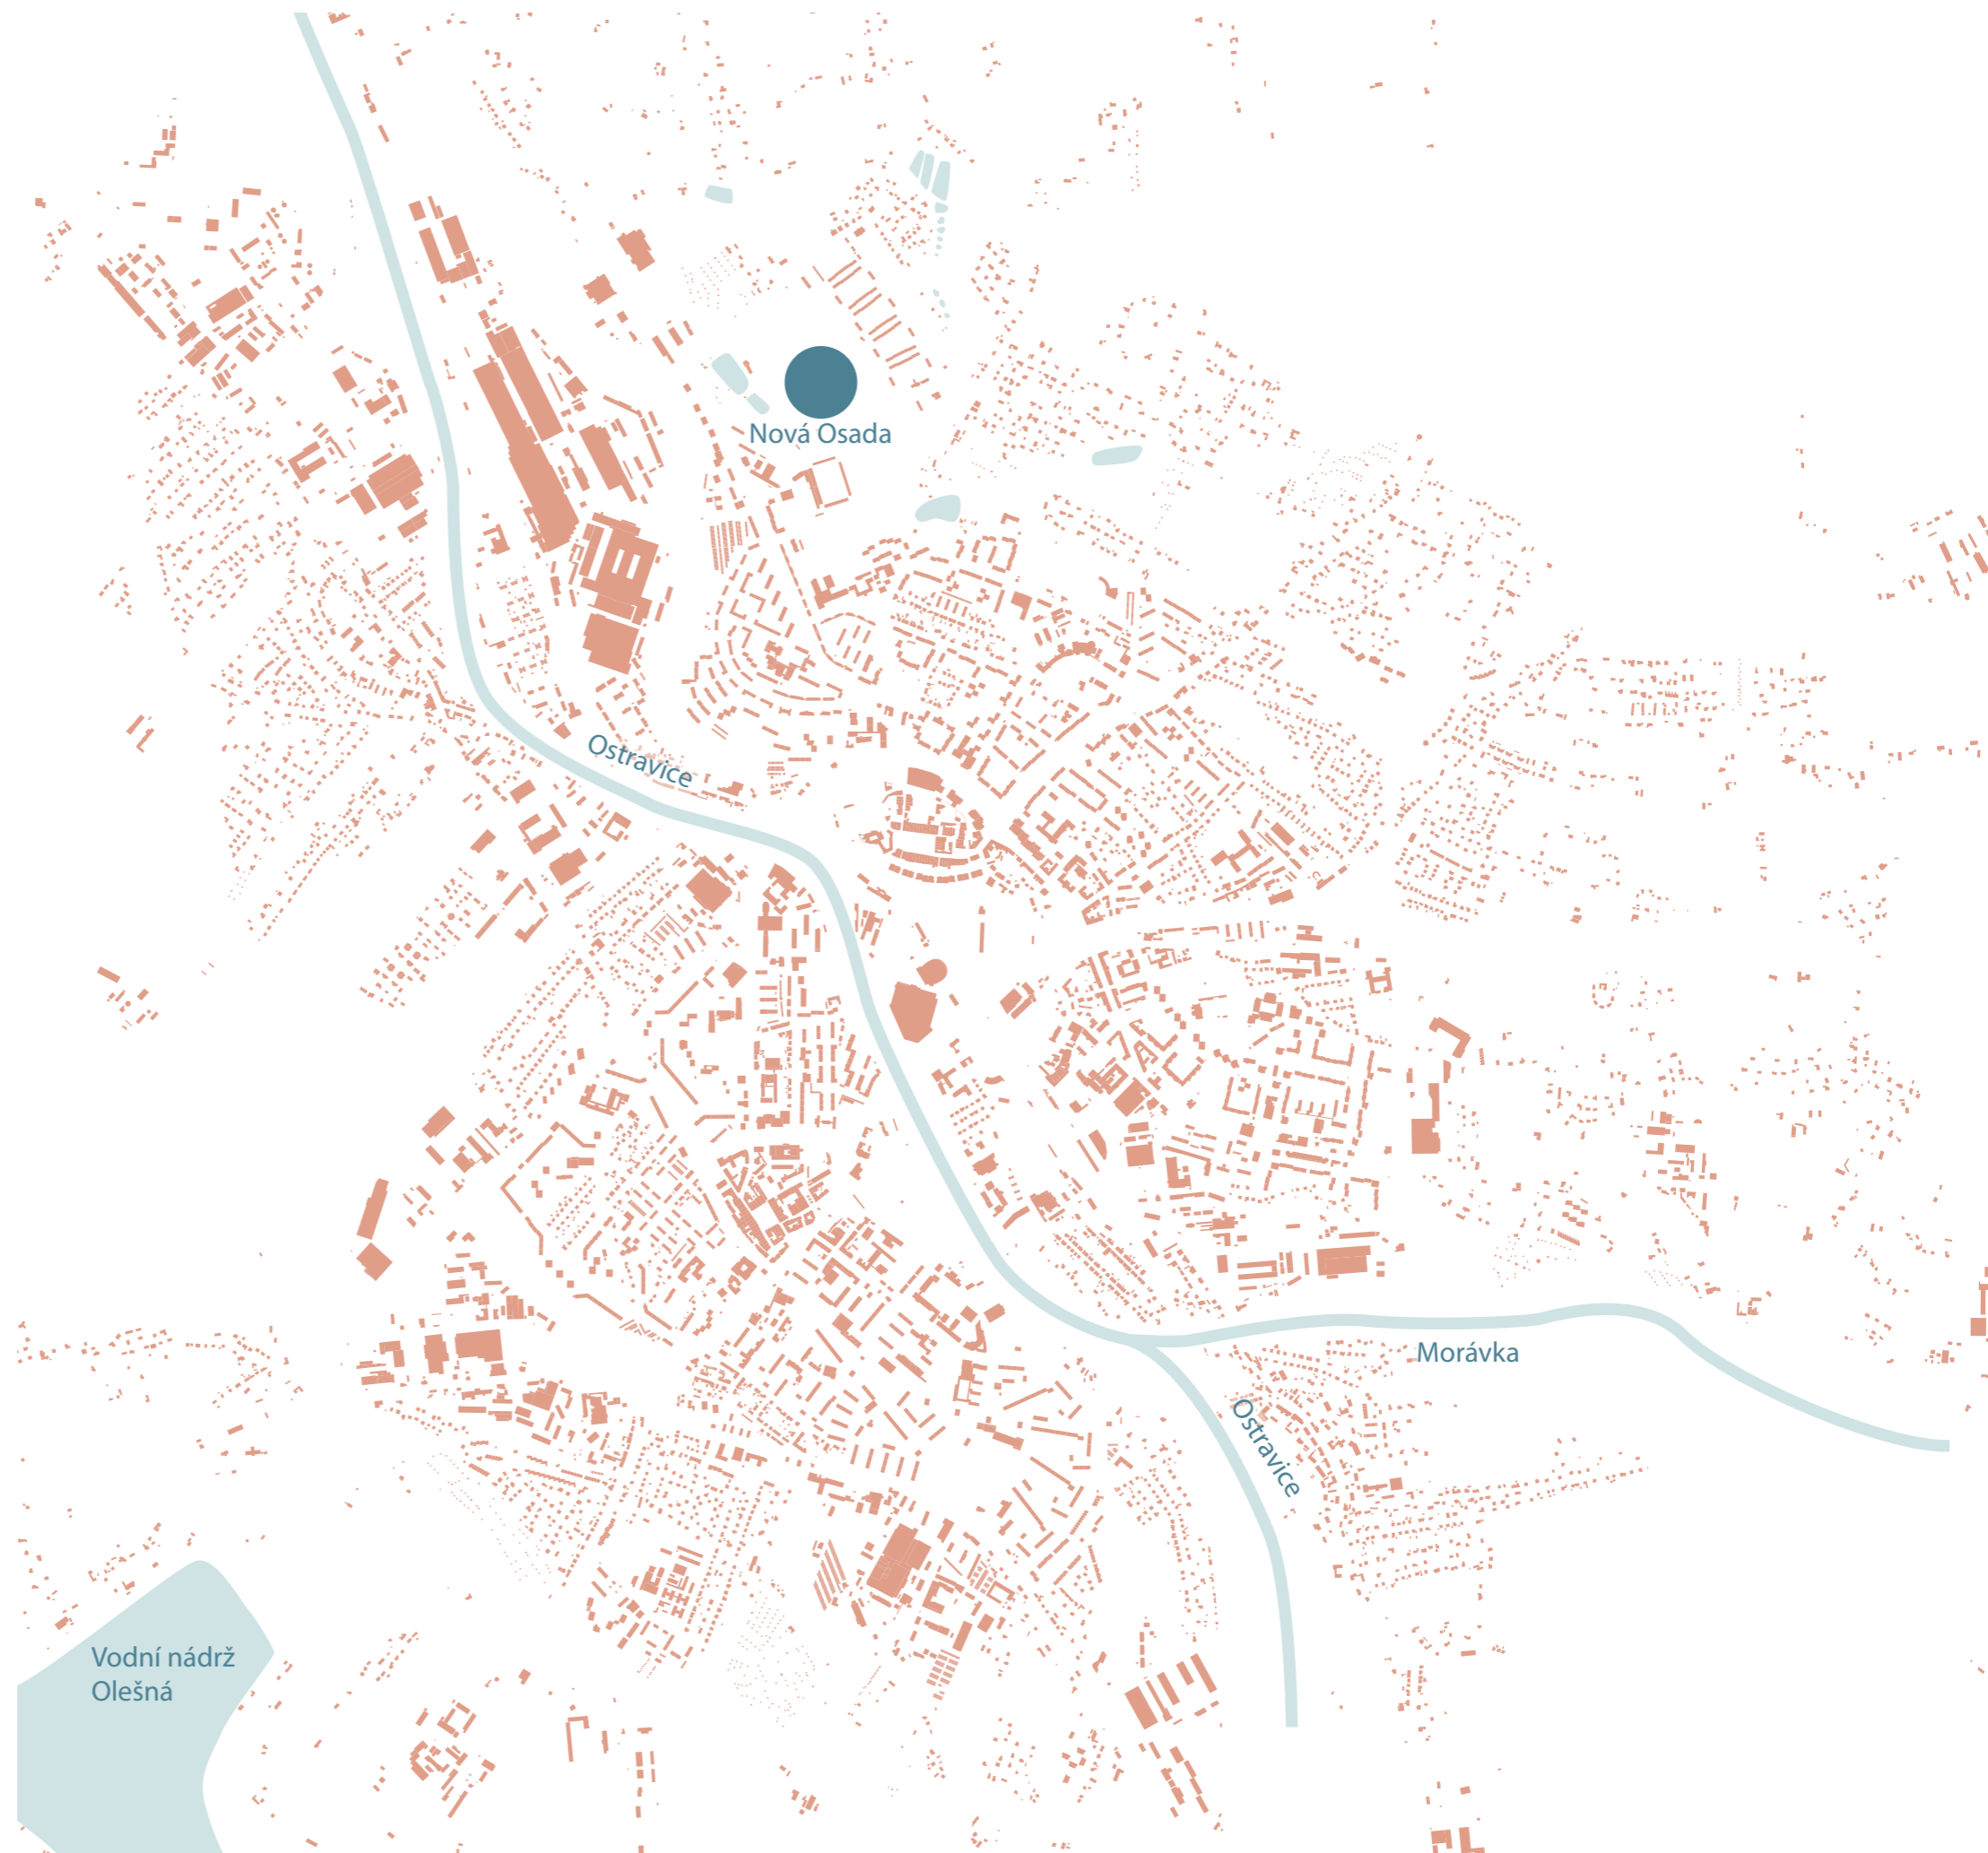 Nová Osada
Ostravice
Morávka
Ostravice
Vodní nádrž
Olešná